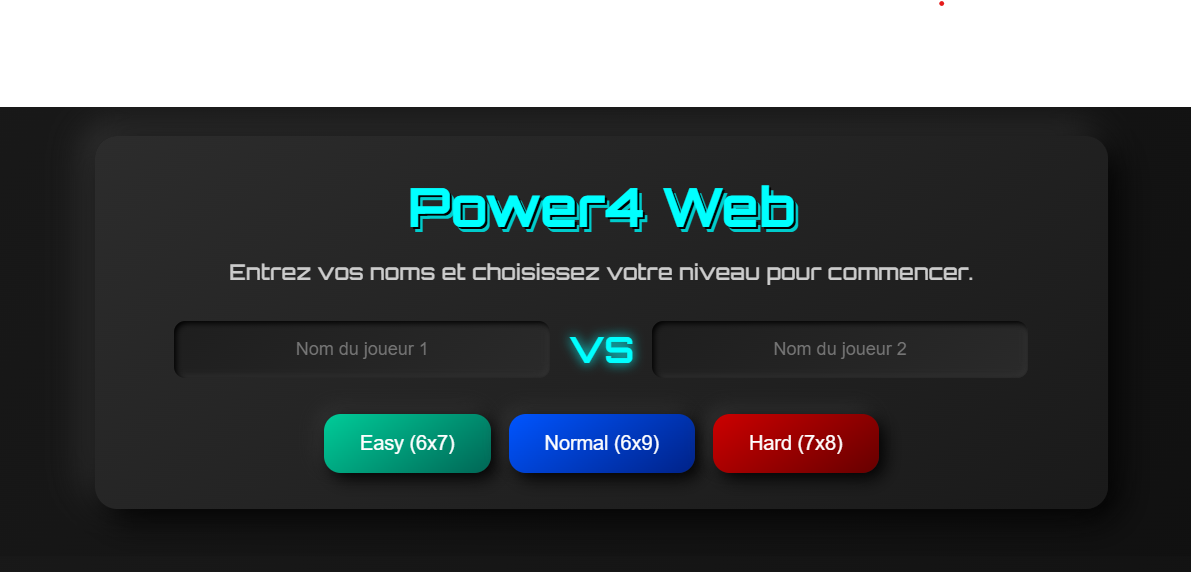 Power4 Web
Entrez vos noms et choisissez votre niveau pour commencer.
Nom du joueur 1 VS Nom du joueur 2
Easy (6x7) Normal (6x9) Hard (7x8)